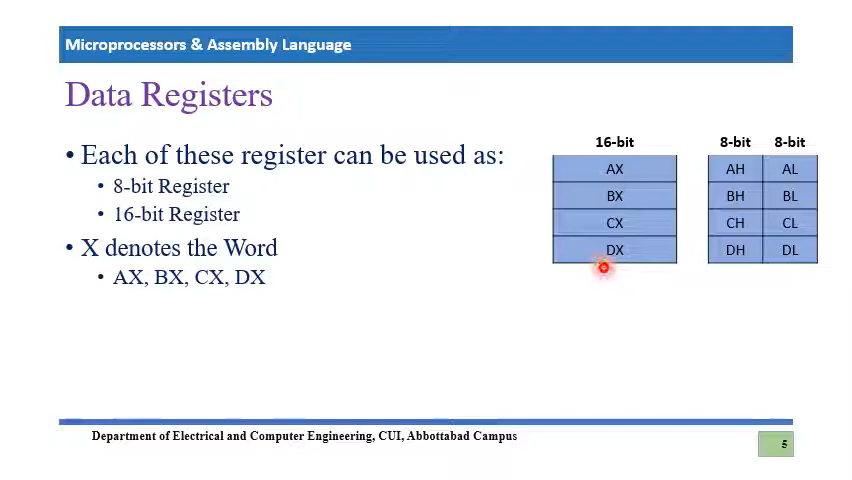 Microprocessors & Assembly Language
Data Registers
• Each of these register can be used as:
• 8-bit Register
• 16-bit Register
• X denotes the Word
• AX, BX, CX, DX
16-bit 8-bit 8-bit
AX AH AL
BX BH BL
CX CH CL
DX DH DL
Department of Electrical and Computer Engineering, CUI, Abbottabad Campus
5